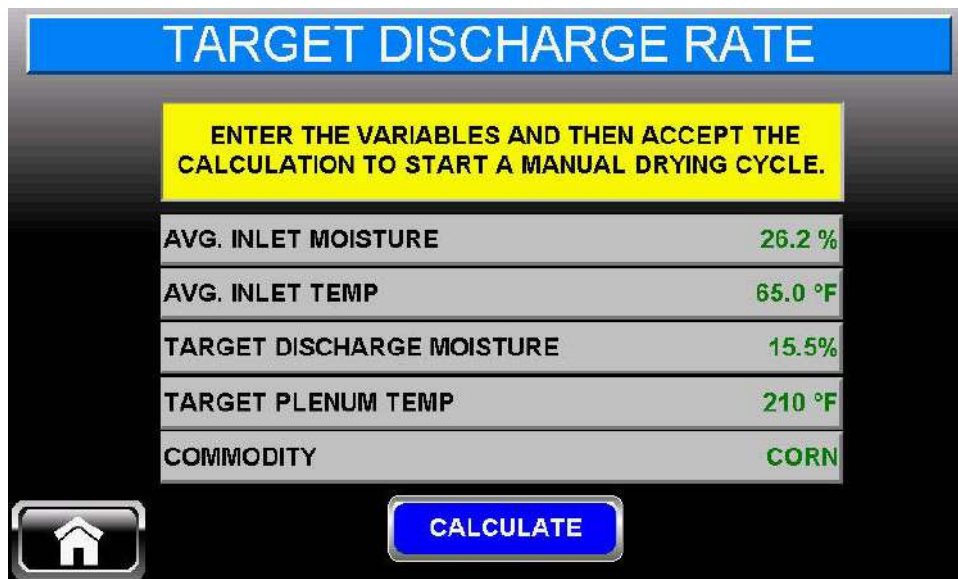 TARGET DISCHARGE RATE
ENTER THE VARIABLES AND THEN ACCEPT THE
CALCULATION TO START A MANUAL DRYING CYCLE.
AVG. INLET MOISTURE 26.2 %
AVG. INLET TEMP 65.0 °F
TARGET DISCHARGE MOISTURE 15.5%
TARGET PLENUM TEMP 210 °F
COMMODITY CORN
CALCULATE